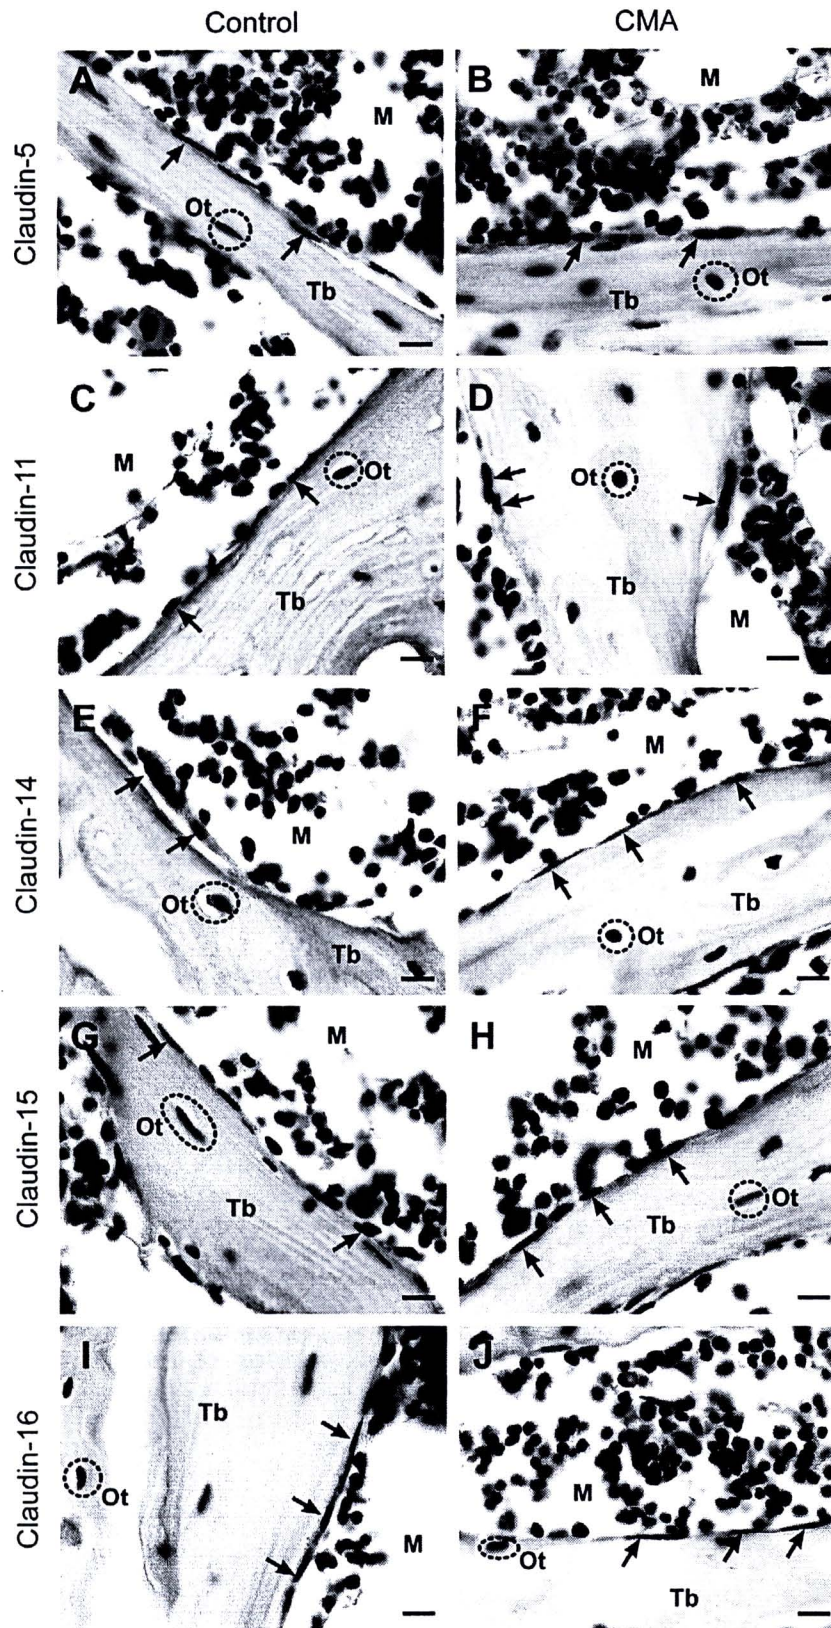 Control CMA
Claudin-5
A M Ot Tb
B M Tb Ot
Claudin-11
C M Ot Tb
D Ot Tb M
Claudin-14
E M Ot Tb
F M Tb Ot
Claudin-15
G M Ot Tb
H M Tb Ot
Claudin-16
I Tb Ot M
J M Ot Tb